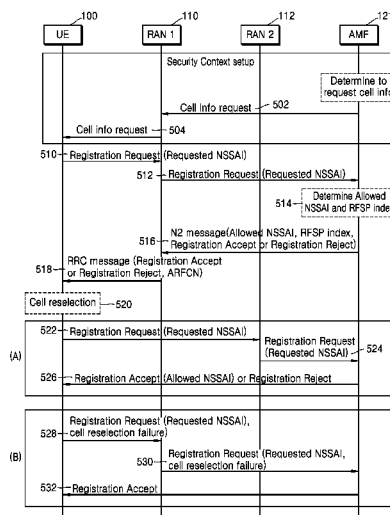 100
110
112
121
UE
RAN 1
RAN 2
AMF
Security Context setup
Determine to
request cell info
Cell Info request
502
Cell info request
504
510
Registration Request (Requested NSSAI)
512
Registration Request (Requested NSSAI)
514
Determine Allowed
NSSAI and RFSP index
516
N2 message(Allowed NSSAI, RFSP index,
Registration Accept or Registration Reject)
518
RRC message (Registration Accept
or Registration Reject, ARFCN)
Cell reselection
520
(A)
522
Registration Request (Requested NSSAI)
Registration Request
(Requested NSSAI)
524
526
Registration Accept (Allowed NSSAI) or Registration Reject
(B)
528
Registration Request (Requested NSSAI),
cell reselection failure)
530
Registration Request (Requested NSSAI,
cell reselection failure)
532
Registration Accept